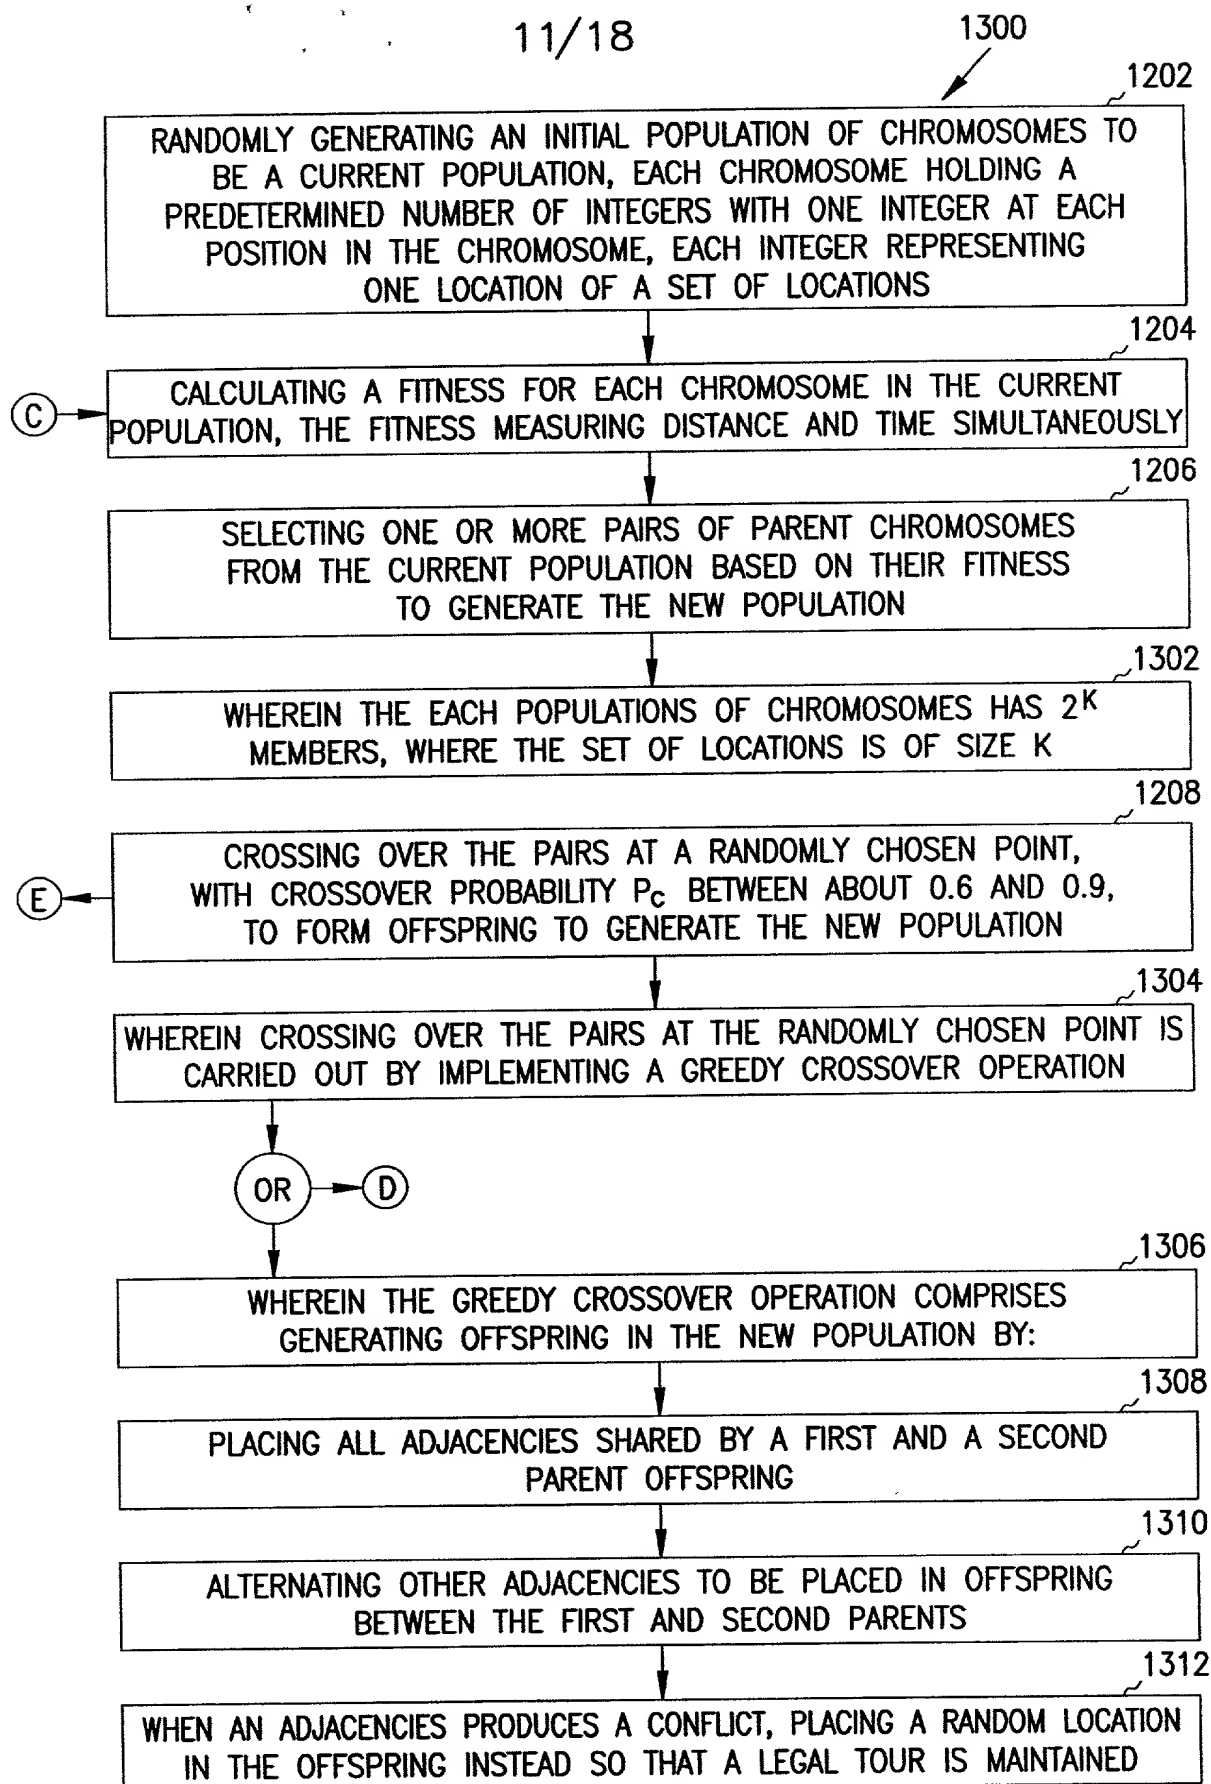 11/18
1300
1202
RANDOMLY GENERATING AN INITIAL POPULATION OF CHROMOSOMES TO
BE A CURRENT POPULATION, EACH CHROMOSOME HOLDING A
PREDETERMINED NUMBER OF INTEGERS WITH ONE INTEGER AT EACH
POSITION IN THE CHROMOSOME, EACH INTEGER REPRESENTING
ONE LOCATION OF A SET OF LOCATIONS
1204
C
CALCULATING A FITNESS FOR EACH CHROMOSOME IN THE CURRENT
POPULATION, THE FITNESS MEASURING DISTANCE AND TIME SIMULTANEOUSLY
1206
SELECTING ONE OR MORE PAIRS OF PARENT CHROMOSOMES
FROM THE CURRENT POPULATION BASED ON THEIR FITNESS
TO GENERATE THE NEW POPULATION
1302
WHEREIN THE EACH POPULATIONS OF CHROMOSOMES HAS 2^K
MEMBERS, WHERE THE SET OF LOCATIONS IS OF SIZE K
1208
E
CROSSING OVER THE PAIRS AT A RANDOMLY CHOSEN POINT,
WITH CROSSOVER PROBABILITY Pc BETWEEN ABOUT 0.6 AND 0.9,
TO FORM OFFSPRING TO GENERATE THE NEW POPULATION
1304
WHEREIN CROSSING OVER THE PAIRS AT THE RANDOMLY CHOSEN POINT IS
CARRIED OUT BY IMPLEMENTING A GREEDY CROSSOVER OPERATION
OR
D
1306
WHEREIN THE GREEDY CROSSOVER OPERATION COMPRISES
GENERATING OFFSPRING IN THE NEW POPULATION BY:
1308
PLACING ALL ADJACENCIES SHARED BY A FIRST AND A SECOND
PARENT OFFSPRING
1310
ALTERNATING OTHER ADJACENCIES TO BE PLACED IN OFFSPRING
BETWEEN THE FIRST AND SECOND PARENTS
1312
WHEN AN ADJACENCIES PRODUCES A CONFLICT, PLACING A RANDOM LOCATION
IN THE OFFSPRING INSTEAD SO THAT A LEGAL TOUR IS MAINTAINED